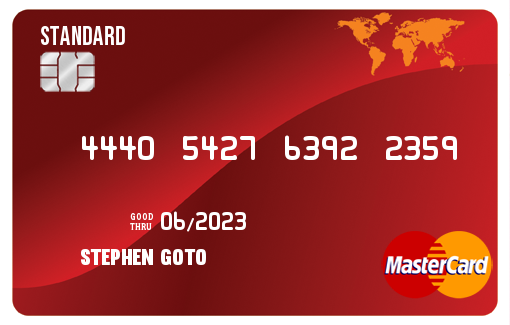 STANDARD
4440 5427 6392 2359
GOOD
THRU 06/2023
STEPHEN GOTO
MasterCard